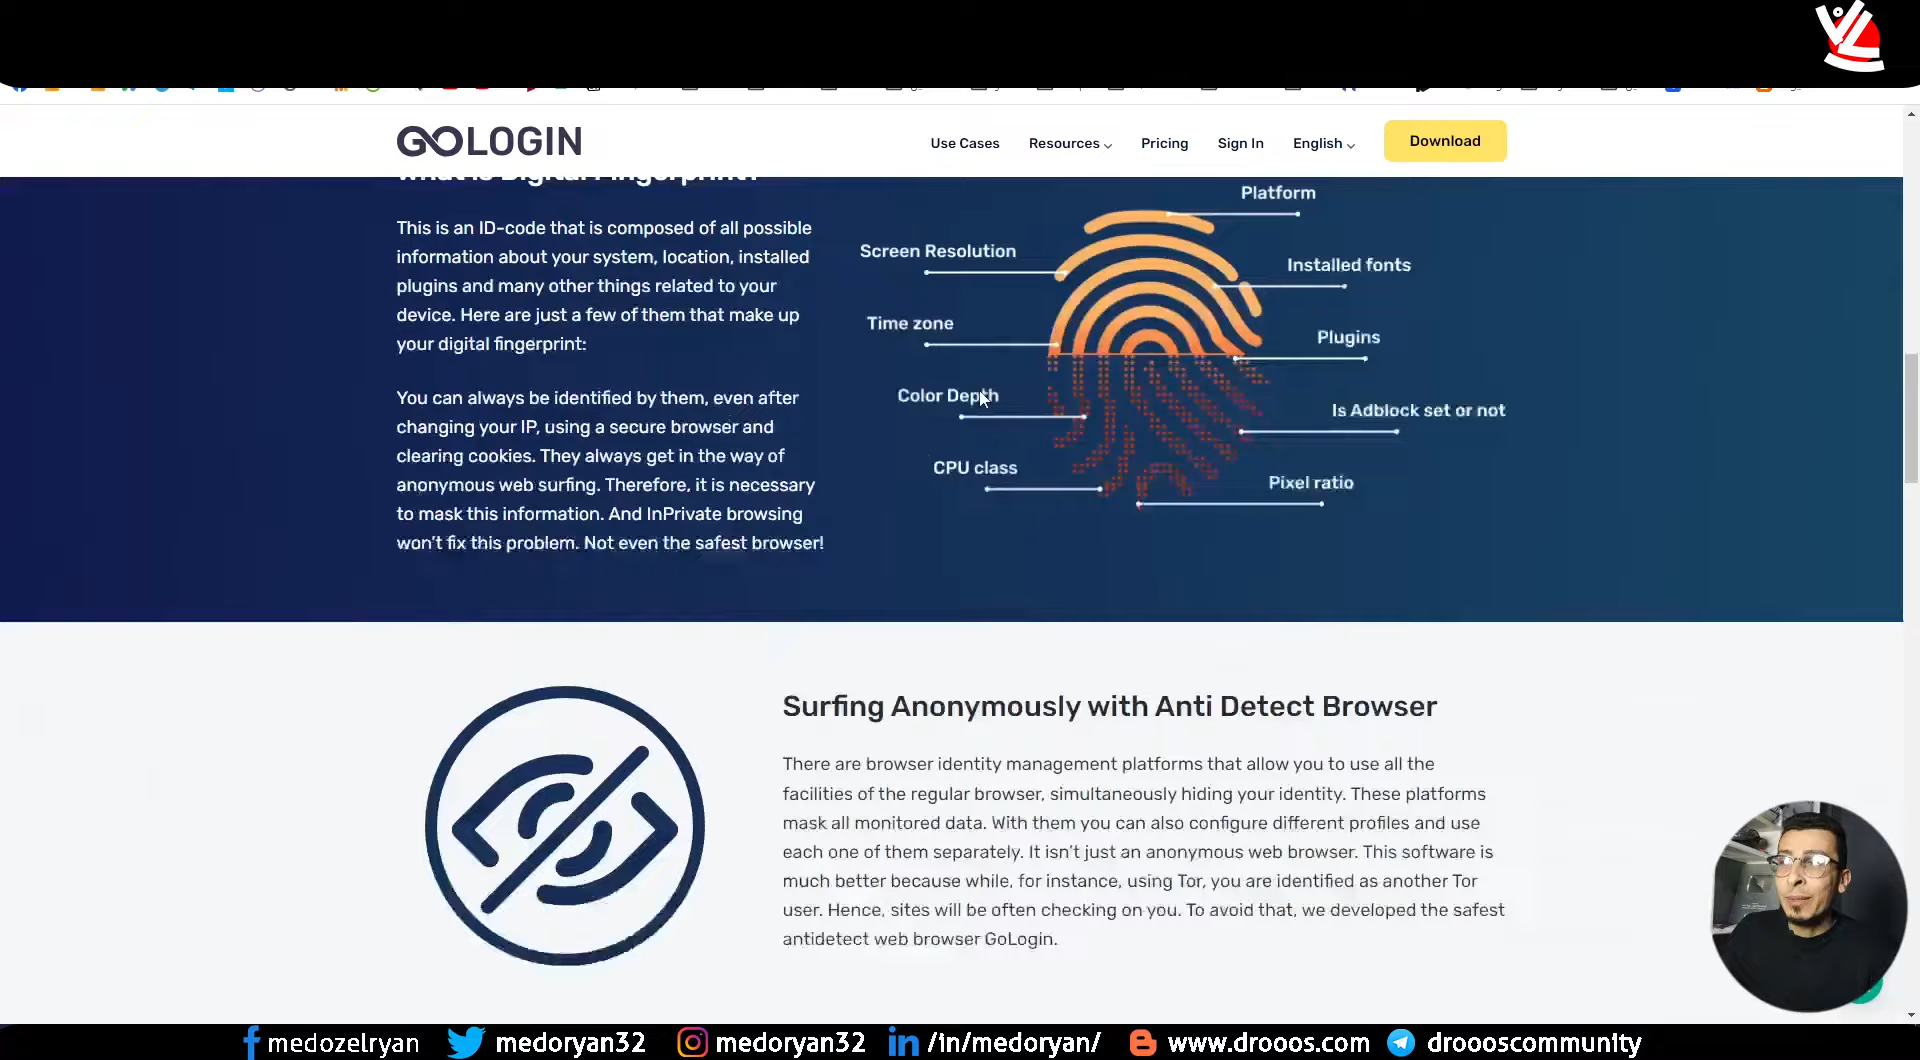 GOLOGIN
Use Cases
Resources
Pricing
Sign In
English
Download
What is Digital Fingerprint?
This is an ID-code that is composed of all possible
information about your system, location, installed
plugins and many other things related to your
device. Here are just a few of them that make up
your digital fingerprint:
You can always be identified by them, even after
changing your IP, using a secure browser and
clearing cookies. They always get in the way of
anonymous web surfing. Therefore, it is necessary
to mask this information. And InPrivate browsing
won't fix this problem. Not even the safest browser!
Platform
Screen Resolution
Installed fonts
Time zone
Plugins
Color Depth
Is Adblock set or not
CPU class
Pixel ratio
Surfing Anonymously with Anti Detect Browser
There are browser identity management platforms that allow you to use all the
facilities of the regular browser, simultaneously hiding your identity. These platforms
mask all monitored data. With them you can also configure different profiles and use
each one of them separately. It isn't just an anonymous web browser. This software is
much better because while, for instance, using Tor, you are identified as another Tor
user. Hence, sites will be often checking on you. To avoid that, we developed the safest
antidetect web browser GoLogin.
medozelryan
medoryan32
medoryan32
/in/medoryan/
www.drooos.com
droooscommunity